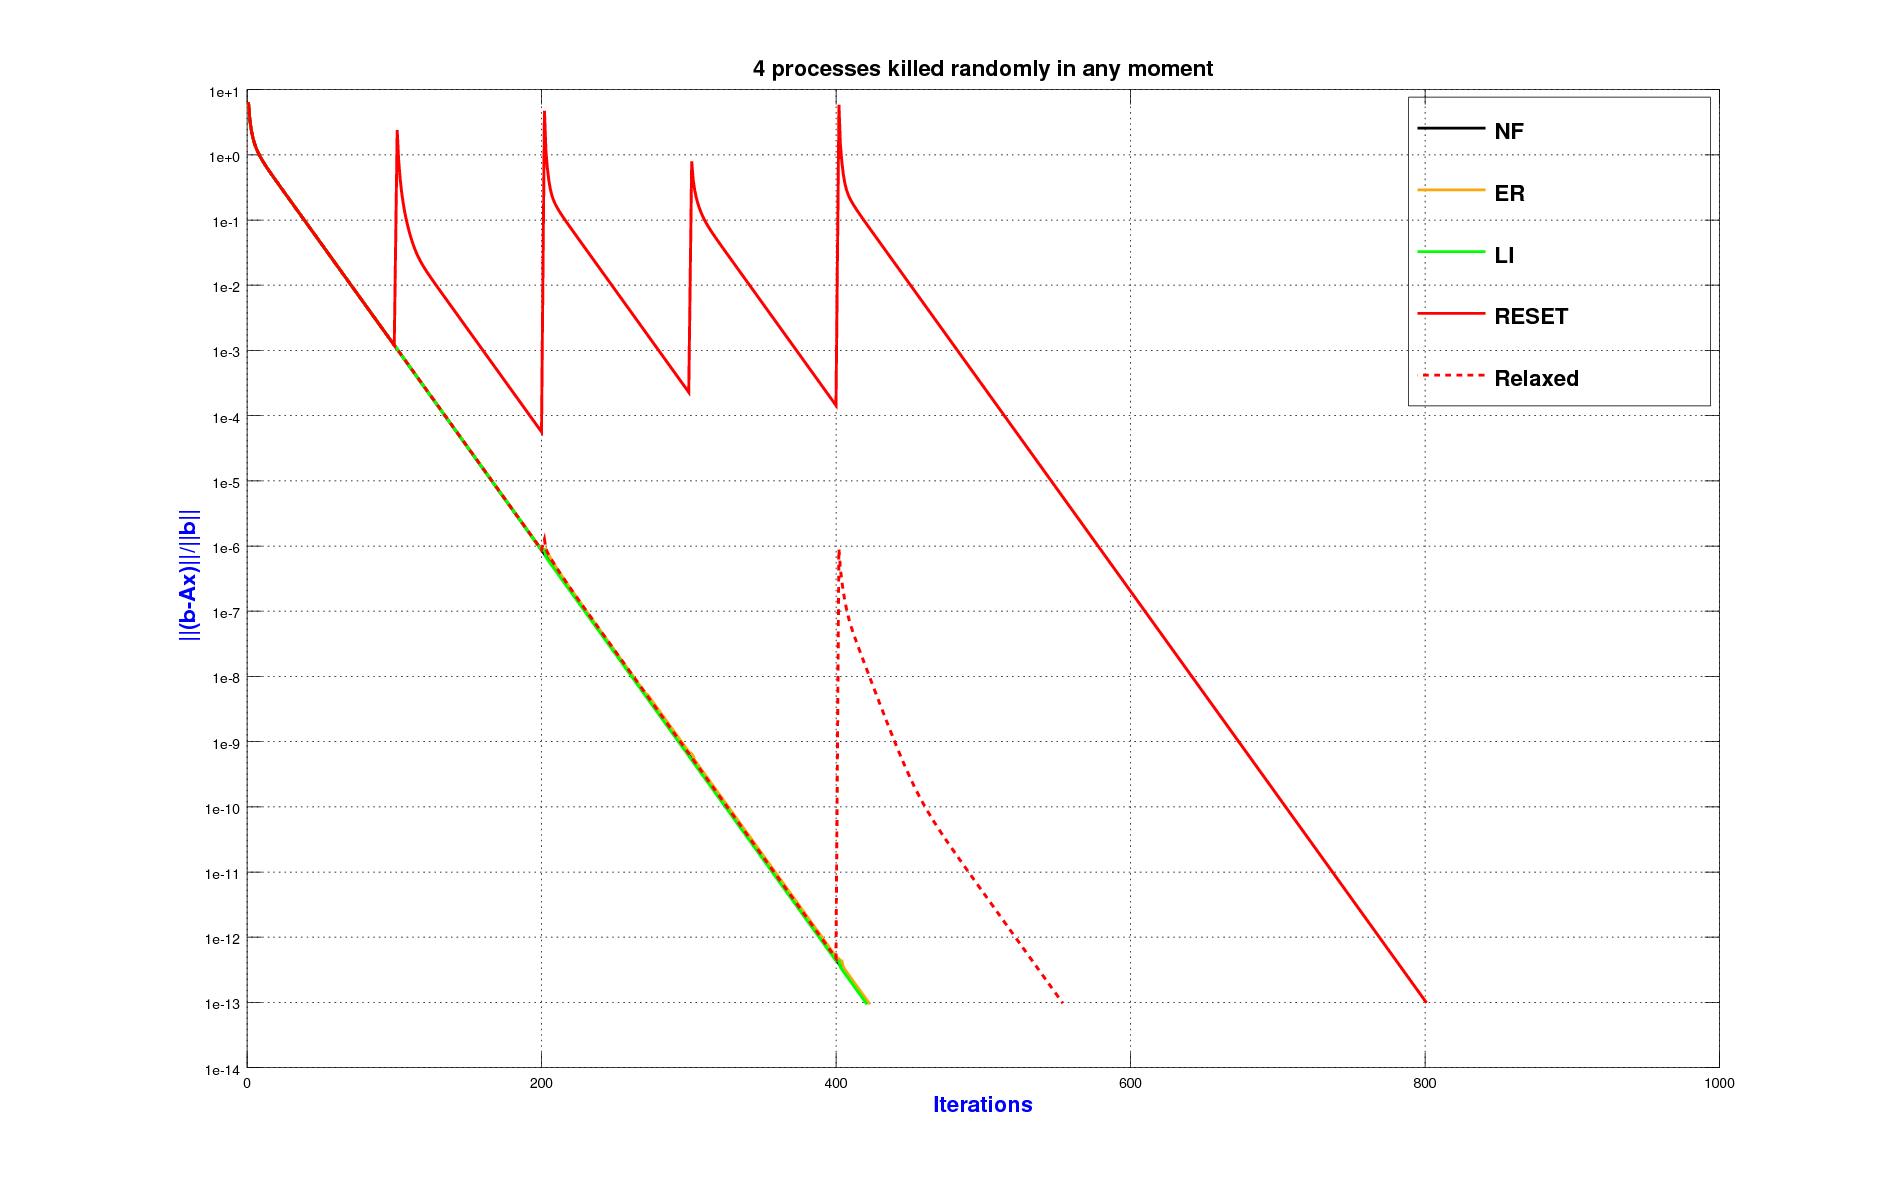 4 processes killed randomly in any moment
1e+1
1e+0
1e-1
1e-2
1e-3
1e-4
1e-5
1e-6
1e-7
1e-8
1e-9
1e-10
1e-11
1e-12
1e-13
1e-14
||(b-Ax)||/||b||
NF
ER
LI
RESET
Relaxed
0 200 400 600 800 1000
Iterations